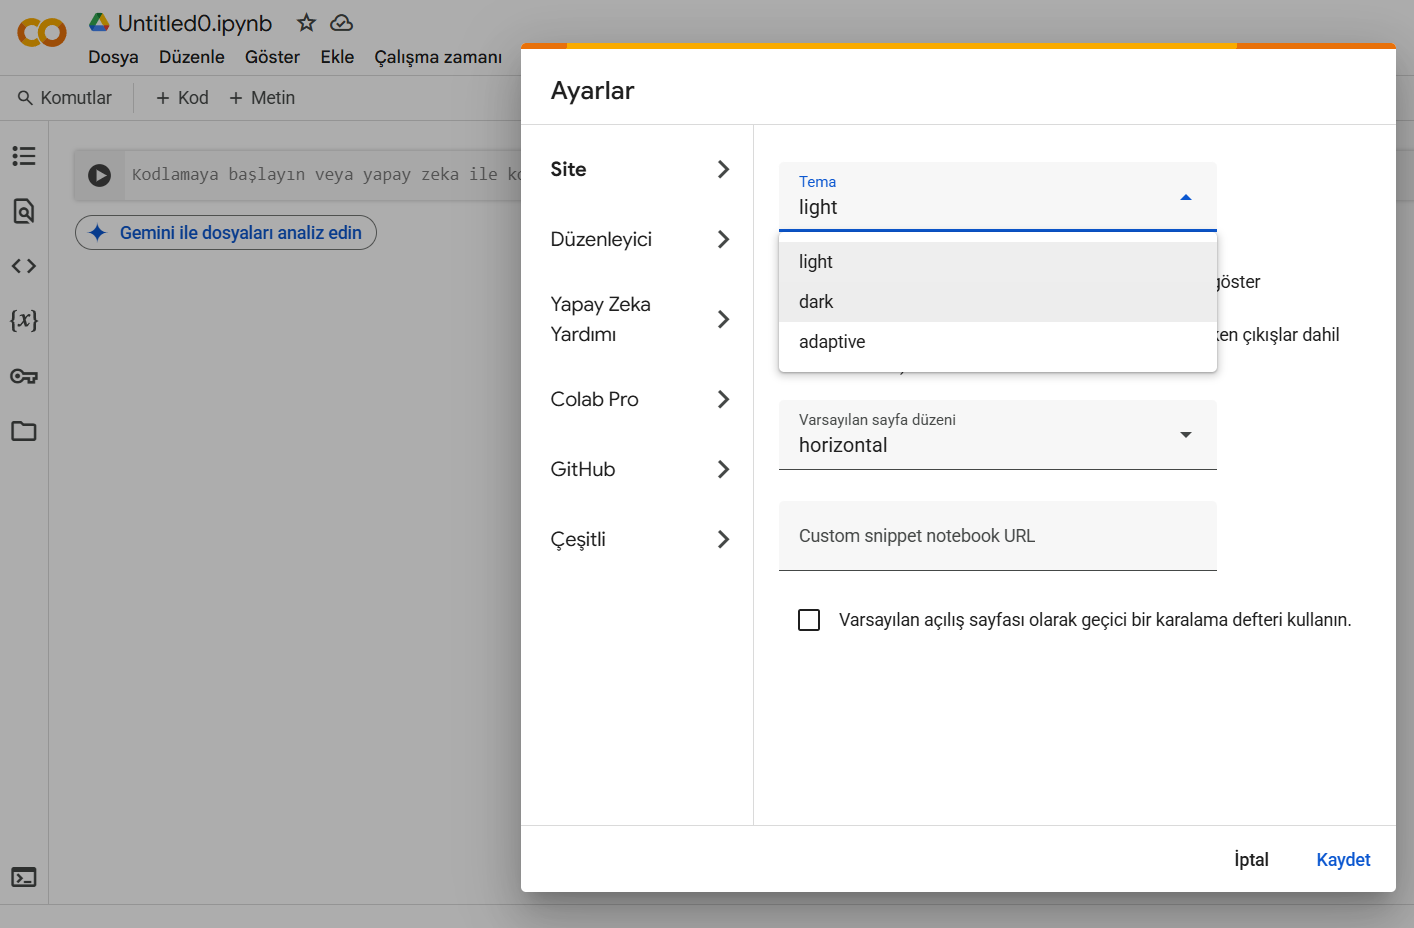 Untitled0.ipynb
Dosya Düzenle Göster Ekle Çalışma zamanı
Komutlar
Kod
Metin
Kodlamaya başlayın veya yapay zeka ile
Gemini ile dosyaları analiz edin
Ayarlar
Site
Düzenleyici
Yapay Zeka
Yardımı
Colab Pro
GitHub
Çeşitli
Tema
light
light
dark
adaptive
göster
çıkışlar dahil
Varsayılan sayfa düzeni
horizontal
Custom snippet notebook URL
Varsayılan açılış sayfası olarak geçici bir karalama defteri kullanın.
İptal
Kaydet